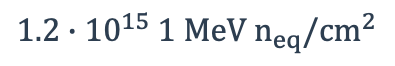 1.2 · 10¹⁵ 1 MeV n_eq/cm²